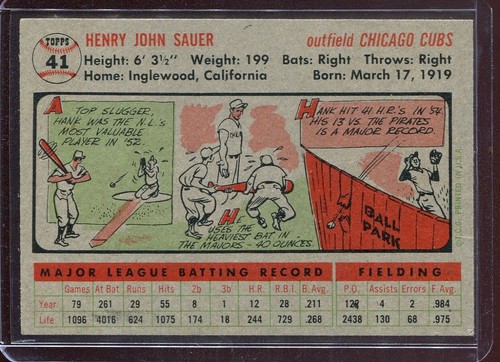 TOPPS
41
HENRY JOHN SAUER
outfield CHICAGO CUBS
Height: 6' 3½" Weight: 199
Bats: Right Throws: Right
Home: Inglewood, California
Born: March 17, 1919
A TOP SLUGGER,
HANK WAS THE N.L.'S
MOST VALUABLE
PLAYER IN '52.
HE
USES THE
HEAVIEST BAT IN
THE MAJORS - 40 OUNCES.
HANK HIT 41 H.R.'S IN '54.
HIS 13 VS. THE PIRATES
IS A MAJOR RECORD.
BALL
PARK
T.C.G. PRINTED IN U.S.A.
MAJOR LEAGUE BATTING RECORD
FIELDING
Games At Bat Runs Hits 2b 3b H.R. R.B.I. B. Avg. P.O. Assists Errors F. Avg.
Year 79 261 29 55 8 1 12 28 .211 122 4 2 .984
Life 1096 4016 624 1075 174 18 244 729 .268 2438 130 68 .975